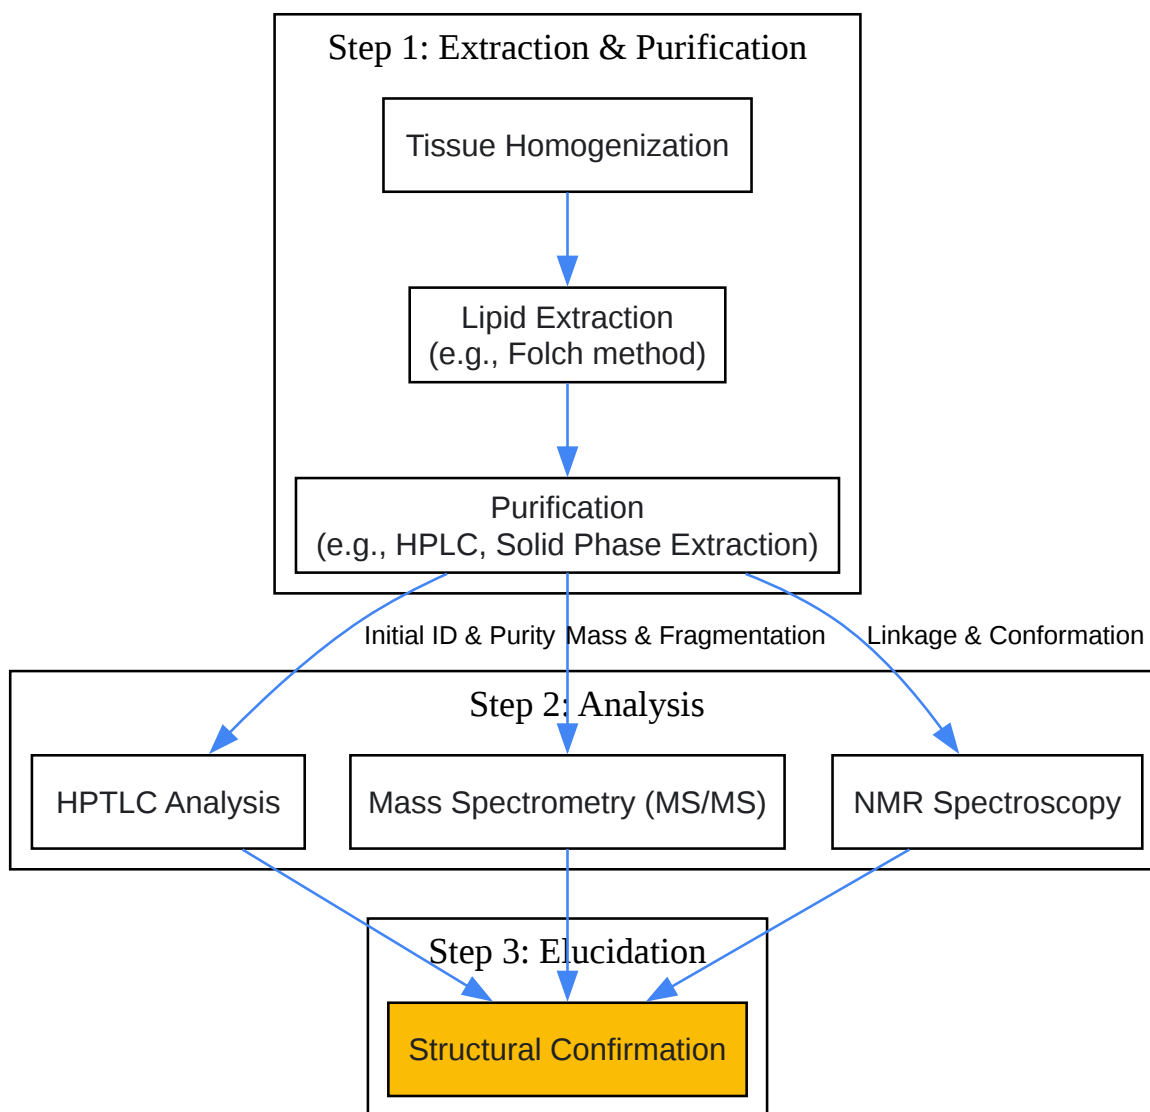 Step 1: Extraction & Purification
Tissue Homogenization
Lipid Extraction
(e.g., Folch method)
Purification
(e.g., HPLC, Solid Phase Extraction)
Initial ID & Purity
Mass & Fragmentation
Linkage & Conformation
Step 2: Analysis
HPTLC Analysis
Mass Spectrometry (MS/MS)
NMR Spectroscopy
Step 3: Elucidation
Structural Confirmation